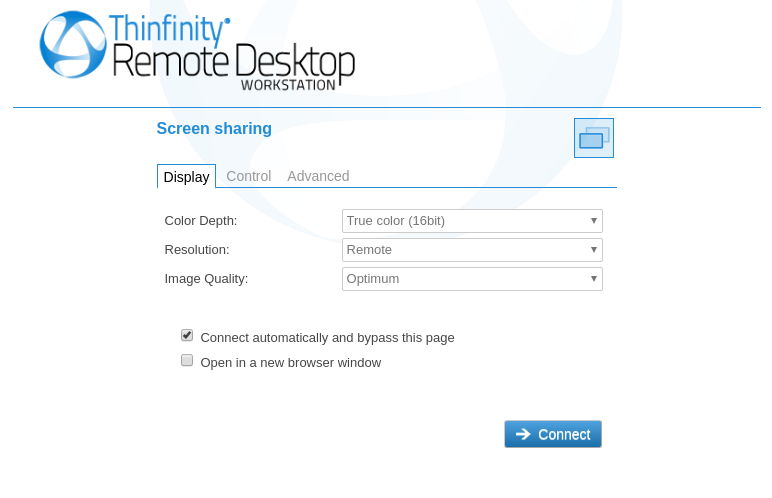 Thinfinity®
Remote Desktop
WORKSTATION
Screen sharing
Display Control Advanced
Color Depth: True color (16bit)
Resolution: Remote
Image Quality: Optimum
Connect automatically and bypass this page
Open in a new browser window
Connect